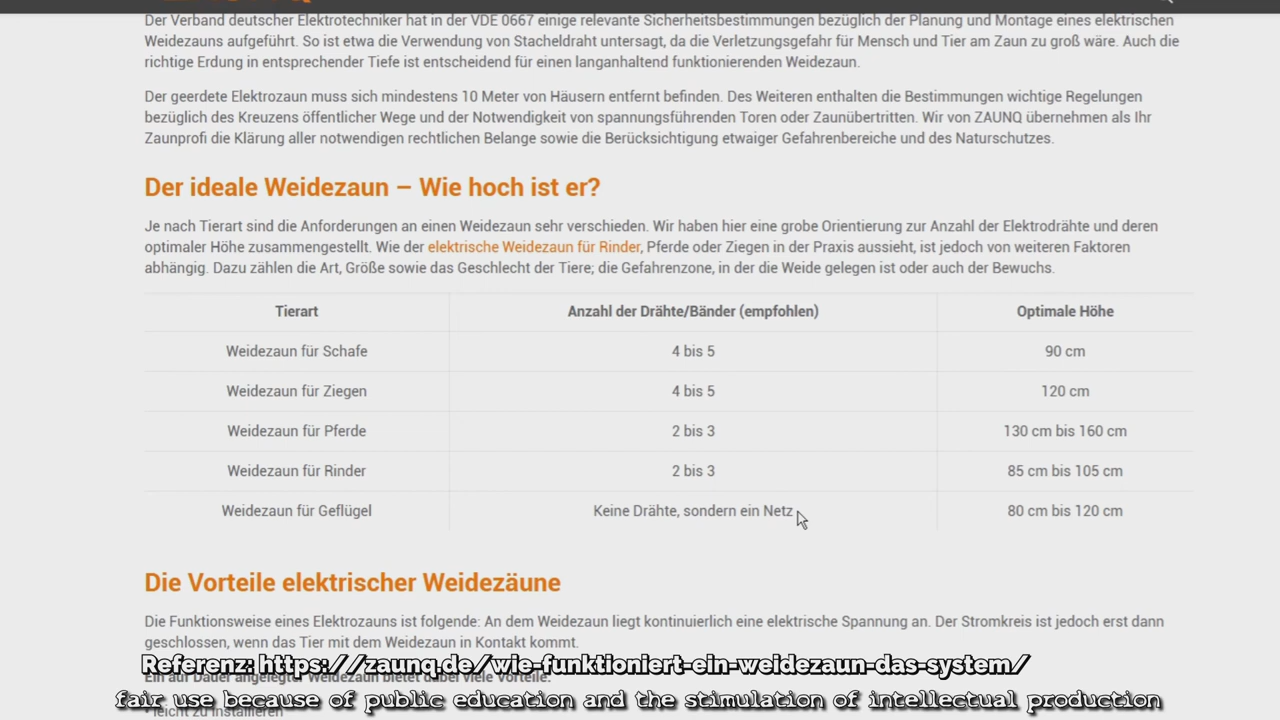 Der Verband deutscher Elektrotechniker hat in der VDE 0667 einige relevante Sicherheitsbestimmungen bezüglich der Planung und Montage eines elektrischen
Weidezauns aufgeführt. So ist etwa die Verwendung von Stacheldraht untersagt, da die Verletzungsgefahr für Mensch und Tier am Zaun zu groß wäre. Auch die
richtige Erdung in entsprechender Tiefe ist entscheidend für einen langanhaltend funktionierenden Weidezaun.
Der geerdete Elektrozaun muss sich mindestens 10 Meter von Häusern entfernt befinden. Des Weiteren enthalten die Bestimmungen wichtige Regelungen
bezüglich des Kreuzens öffentlicher Wege und der Notwendigkeit von spannungsführenden Toren oder Zaunübertritten. Wir von ZAUNQ übernehmen als Ihr
Zaunprofi die Klärung aller notwendigen rechtlichen Belange sowie die Berücksichtigung etwaiger Gefahrenbereiche und des Naturschutzes.
Der ideale Weidezaun – Wie hoch ist er?
Je nach Tierart sind die Anforderungen an einen Weidezaun sehr verschieden. Wir haben hier eine grobe Orientierung zur Anzahl der Elektrodrähte und deren
optimaler Höhe zusammengestellt. Wie der elektrische Weidezaun für Rinder, Pferde oder Ziegen in der Praxis aussieht, ist jedoch von weiteren Faktoren
abhängig. Dazu zählen die Art, Größe sowie das Geschlecht der Tiere; die Gefahrenzone, in der die Weide gelegen ist oder auch der Bewuchs.
Tierart Anzahl der Drähte/Bänder (empfohlen) Optimale Höhe
Weidezaun für Schafe 4 bis 5 90 cm
Weidezaun für Ziegen 4 bis 5 120 cm
Weidezaun für Pferde 2 bis 3 130 cm bis 160 cm
Weidezaun für Rinder 2 bis 3 85 cm bis 105 cm
Weidezaun für Geflügel Keine Drähte, sondern ein Netz 80 cm bis 120 cm
Die Vorteile elektrischer Weidezäune
Die Funktionsweise eines Elektrozauns ist folgende: An dem Weidezaun liegt kontinuierlich eine elektrische Spannung an. Der Stromkreis ist jedoch erst dann
geschlossen, wenn das Tier mit dem Weidezaun in Kontakt kommt.
Referenz: https://zaunq.de/wie-funktioniert-ein-weidezaun-das-system/
Ein auf Dauer angelegter Weidezaun bietet dabei viele Vorteile:
fair use because of public education and the stimulation of intellectual production
• leicht zu installieren